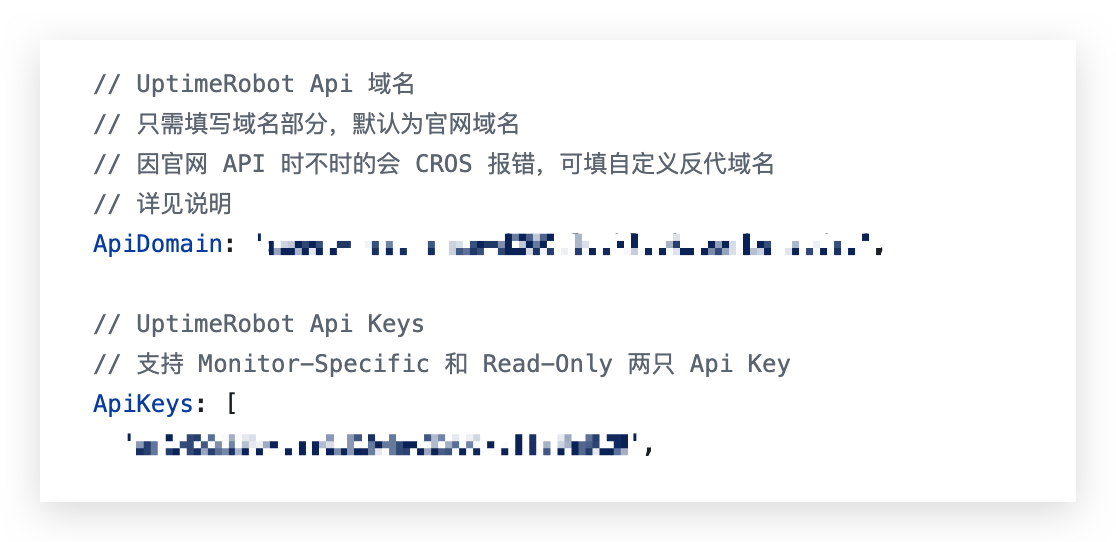 // UptimeRobot Api 域名
// 只需填写域名部分，默认为官网域名
// 因官网 API 时不时的会 CROS 报错，可填自定义反代域名
// 详见说明
ApiDomain: '',

// UptimeRobot Api Keys
// 支持 Monitor-Specific 和 Read-Only 两只 Api Key
ApiKeys: [
'',